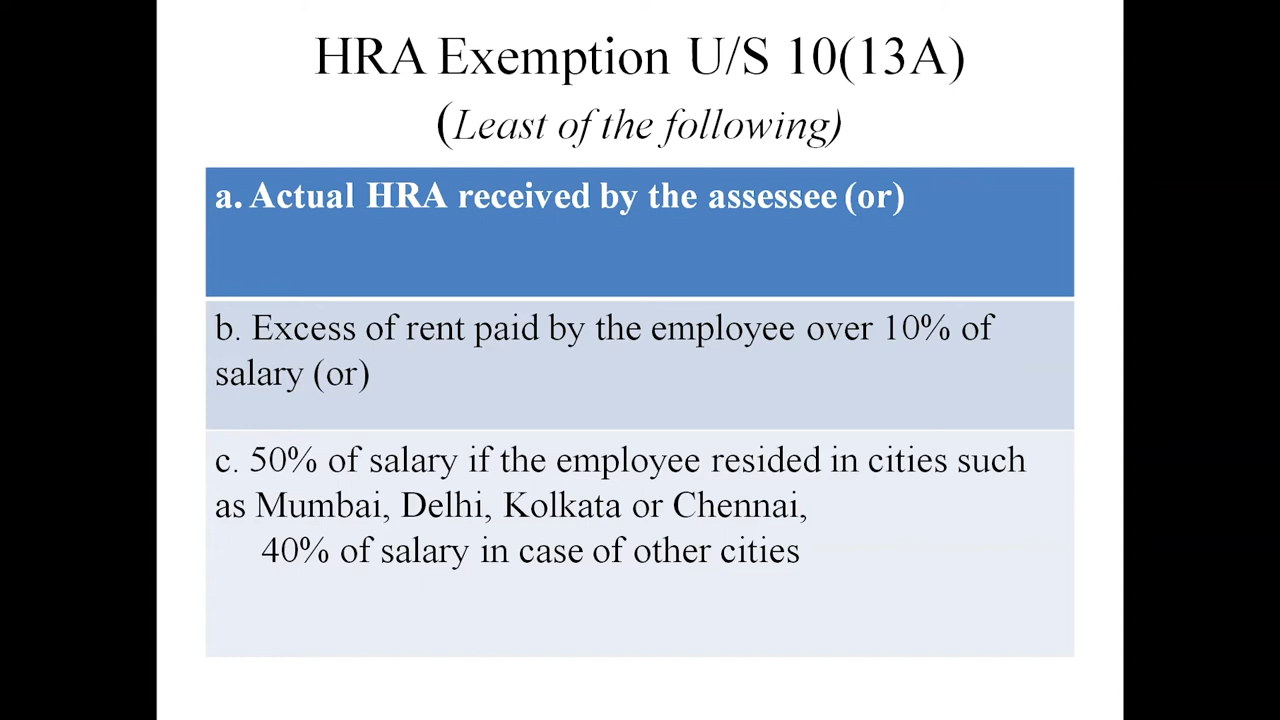 HRA Exemption U/S 10(13A)
(Least of the following)
a. Actual HRA received by the assessee (or)
b. Excess of rent paid by the employee over 10% of
salary (or)
c. 50% of salary if the employee resided in cities such
as Mumbai, Delhi, Kolkata or Chennai,
40% of salary in case of other cities